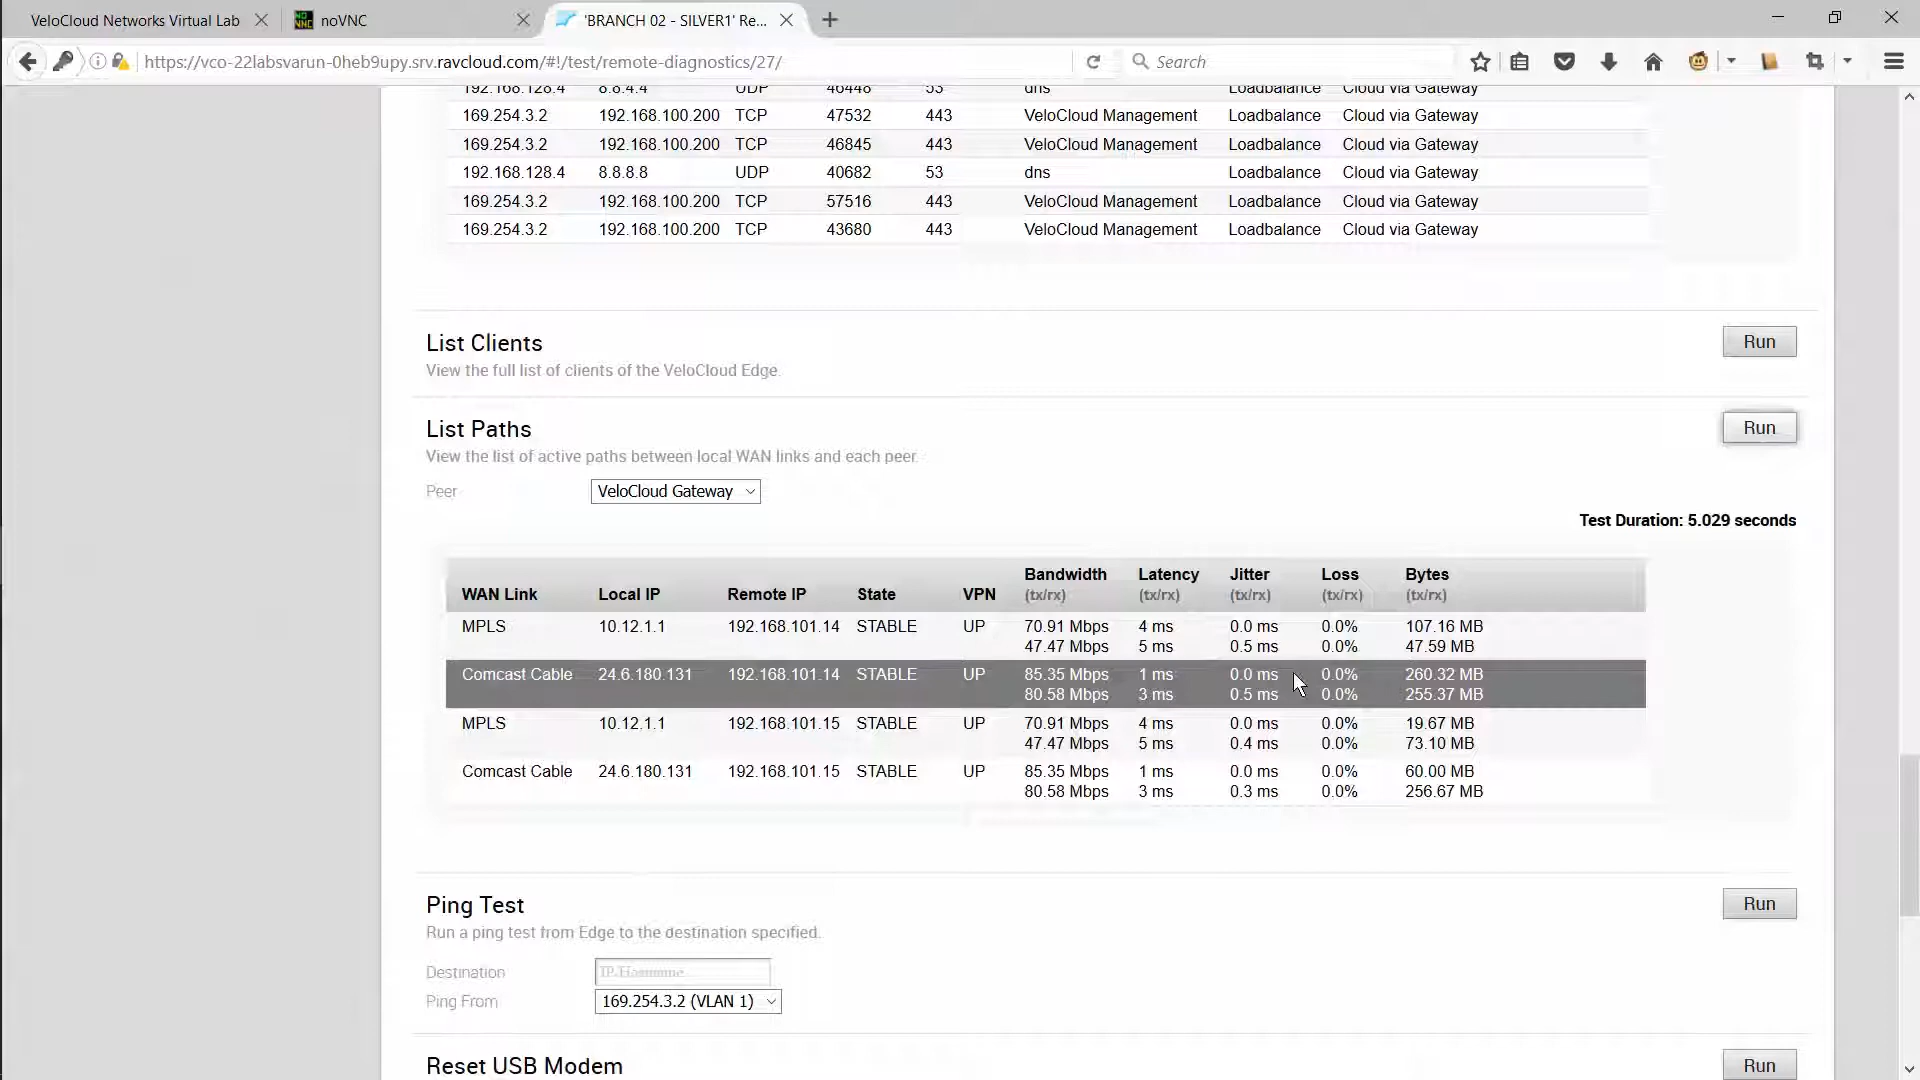 VeloCloud Networks Virtual Lab
noVNC
'BRANCH 02 - SILVER1' Re...
https://vco-22labsvarun-0heb9upy.srv.ravcloud.com/#!/test/remote-diagnostics/27/
Search
192.168.128.4 8.8.4.4 UDP 46448 53 dns Loadbalance Cloud via Gateway
169.254.3.2 192.168.100.200 TCP 47532 443 VeloCloud Management Loadbalance Cloud via Gateway
169.254.3.2 192.168.100.200 TCP 46845 443 VeloCloud Management Loadbalance Cloud via Gateway
192.168.128.4 8.8.8.8 UDP 40682 53 dns Loadbalance Cloud via Gateway
169.254.3.2 192.168.100.200 TCP 57516 443 VeloCloud Management Loadbalance Cloud via Gateway
169.254.3.2 192.168.100.200 TCP 43680 443 VeloCloud Management Loadbalance Cloud via Gateway
List Clients Run
View the full list of clients of the VeloCloud Edge.
List Paths Run
View the list of active paths between local WAN links and each peer.
Peer VeloCloud Gateway
Test Duration: 5.029 seconds
Bandwidth Latency Jitter Loss Bytes
WAN Link Local IP Remote IP State VPN (tx/rx) (tx/rx) (tx/rx) (tx/rx) (tx/rx)
MPLS 10.12.1.1 192.168.101.14 STABLE UP 70.91 Mbps 4 ms 0.0 ms 0.0% 107.16 MB
47.47 Mbps 5 ms 0.5 ms 0.0% 47.59 MB
Comcast Cable 24.6.180.131 192.168.101.14 STABLE UP 85.35 Mbps 1 ms 0.0 ms 0.0% 260.32 MB
80.58 Mbps 3 ms 0.5 ms 0.0% 255.37 MB
MPLS 10.12.1.1 192.168.101.15 STABLE UP 70.91 Mbps 4 ms 0.0 ms 0.0% 19.67 MB
47.47 Mbps 5 ms 0.4 ms 0.0% 73.10 MB
Comcast Cable 24.6.180.131 192.168.101.15 STABLE UP 85.35 Mbps 1 ms 0.0 ms 0.0% 60.00 MB
80.58 Mbps 3 ms 0.3 ms 0.0% 256.67 MB
Ping Test Run
Run a ping test from Edge to the destination specified.
Destination
Ping From 169.254.3.2 (VLAN 1)
Reset USB Modem Run